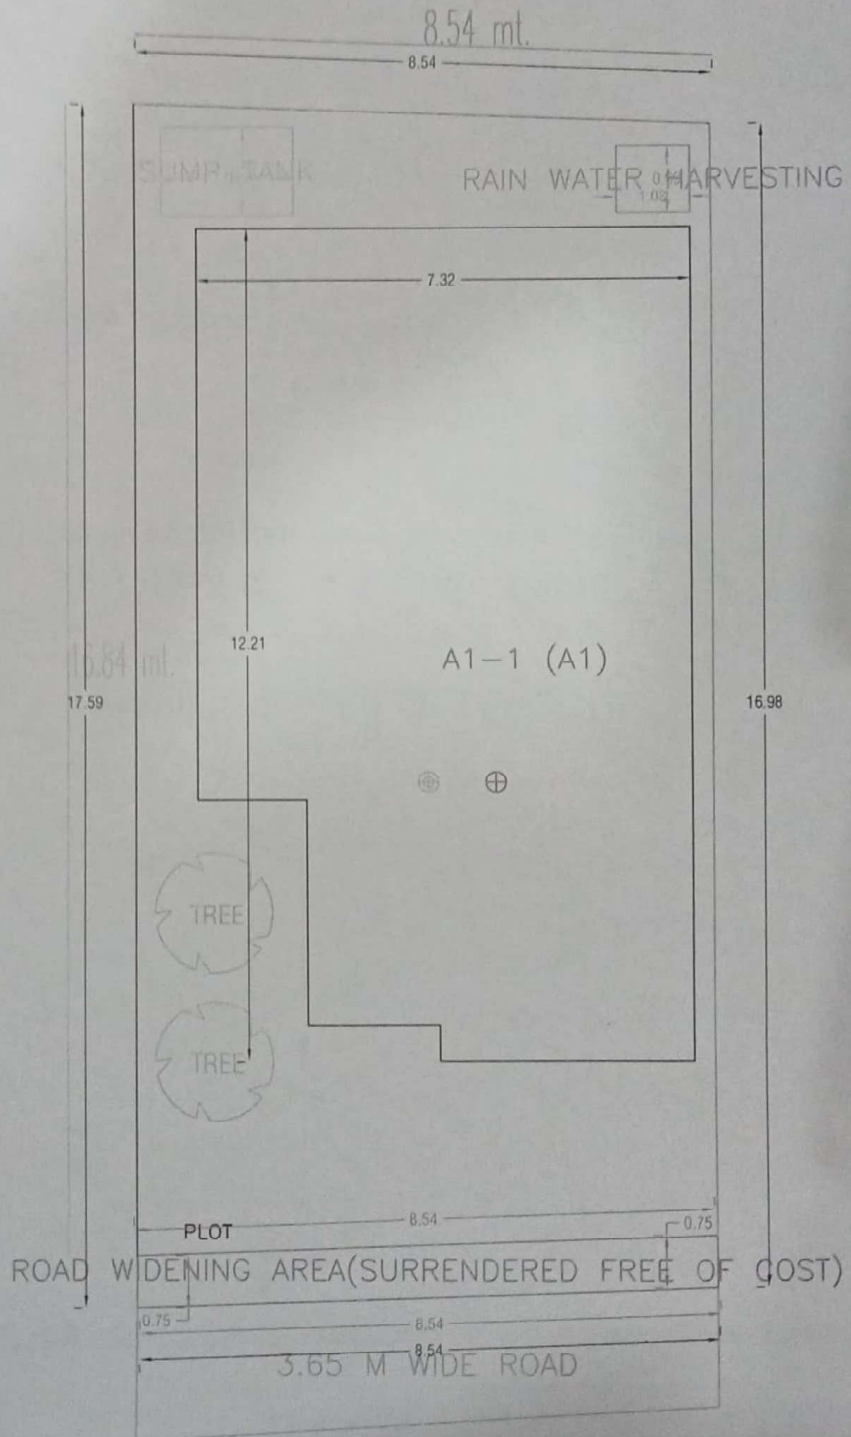 8.54 mt.
8.54
SUMP TANK
RAIN WATER HARVESTING
1.02
7.32
12.21
16.84 mt.
A1-1 (A1)
17.59
16.98
TREE
TREE
8.54
0.75
PLOT
ROAD WIDENING AREA(SURRENDERED FREE OF COST)
0.75
8.54
8.54
3.65 M WIDE ROAD